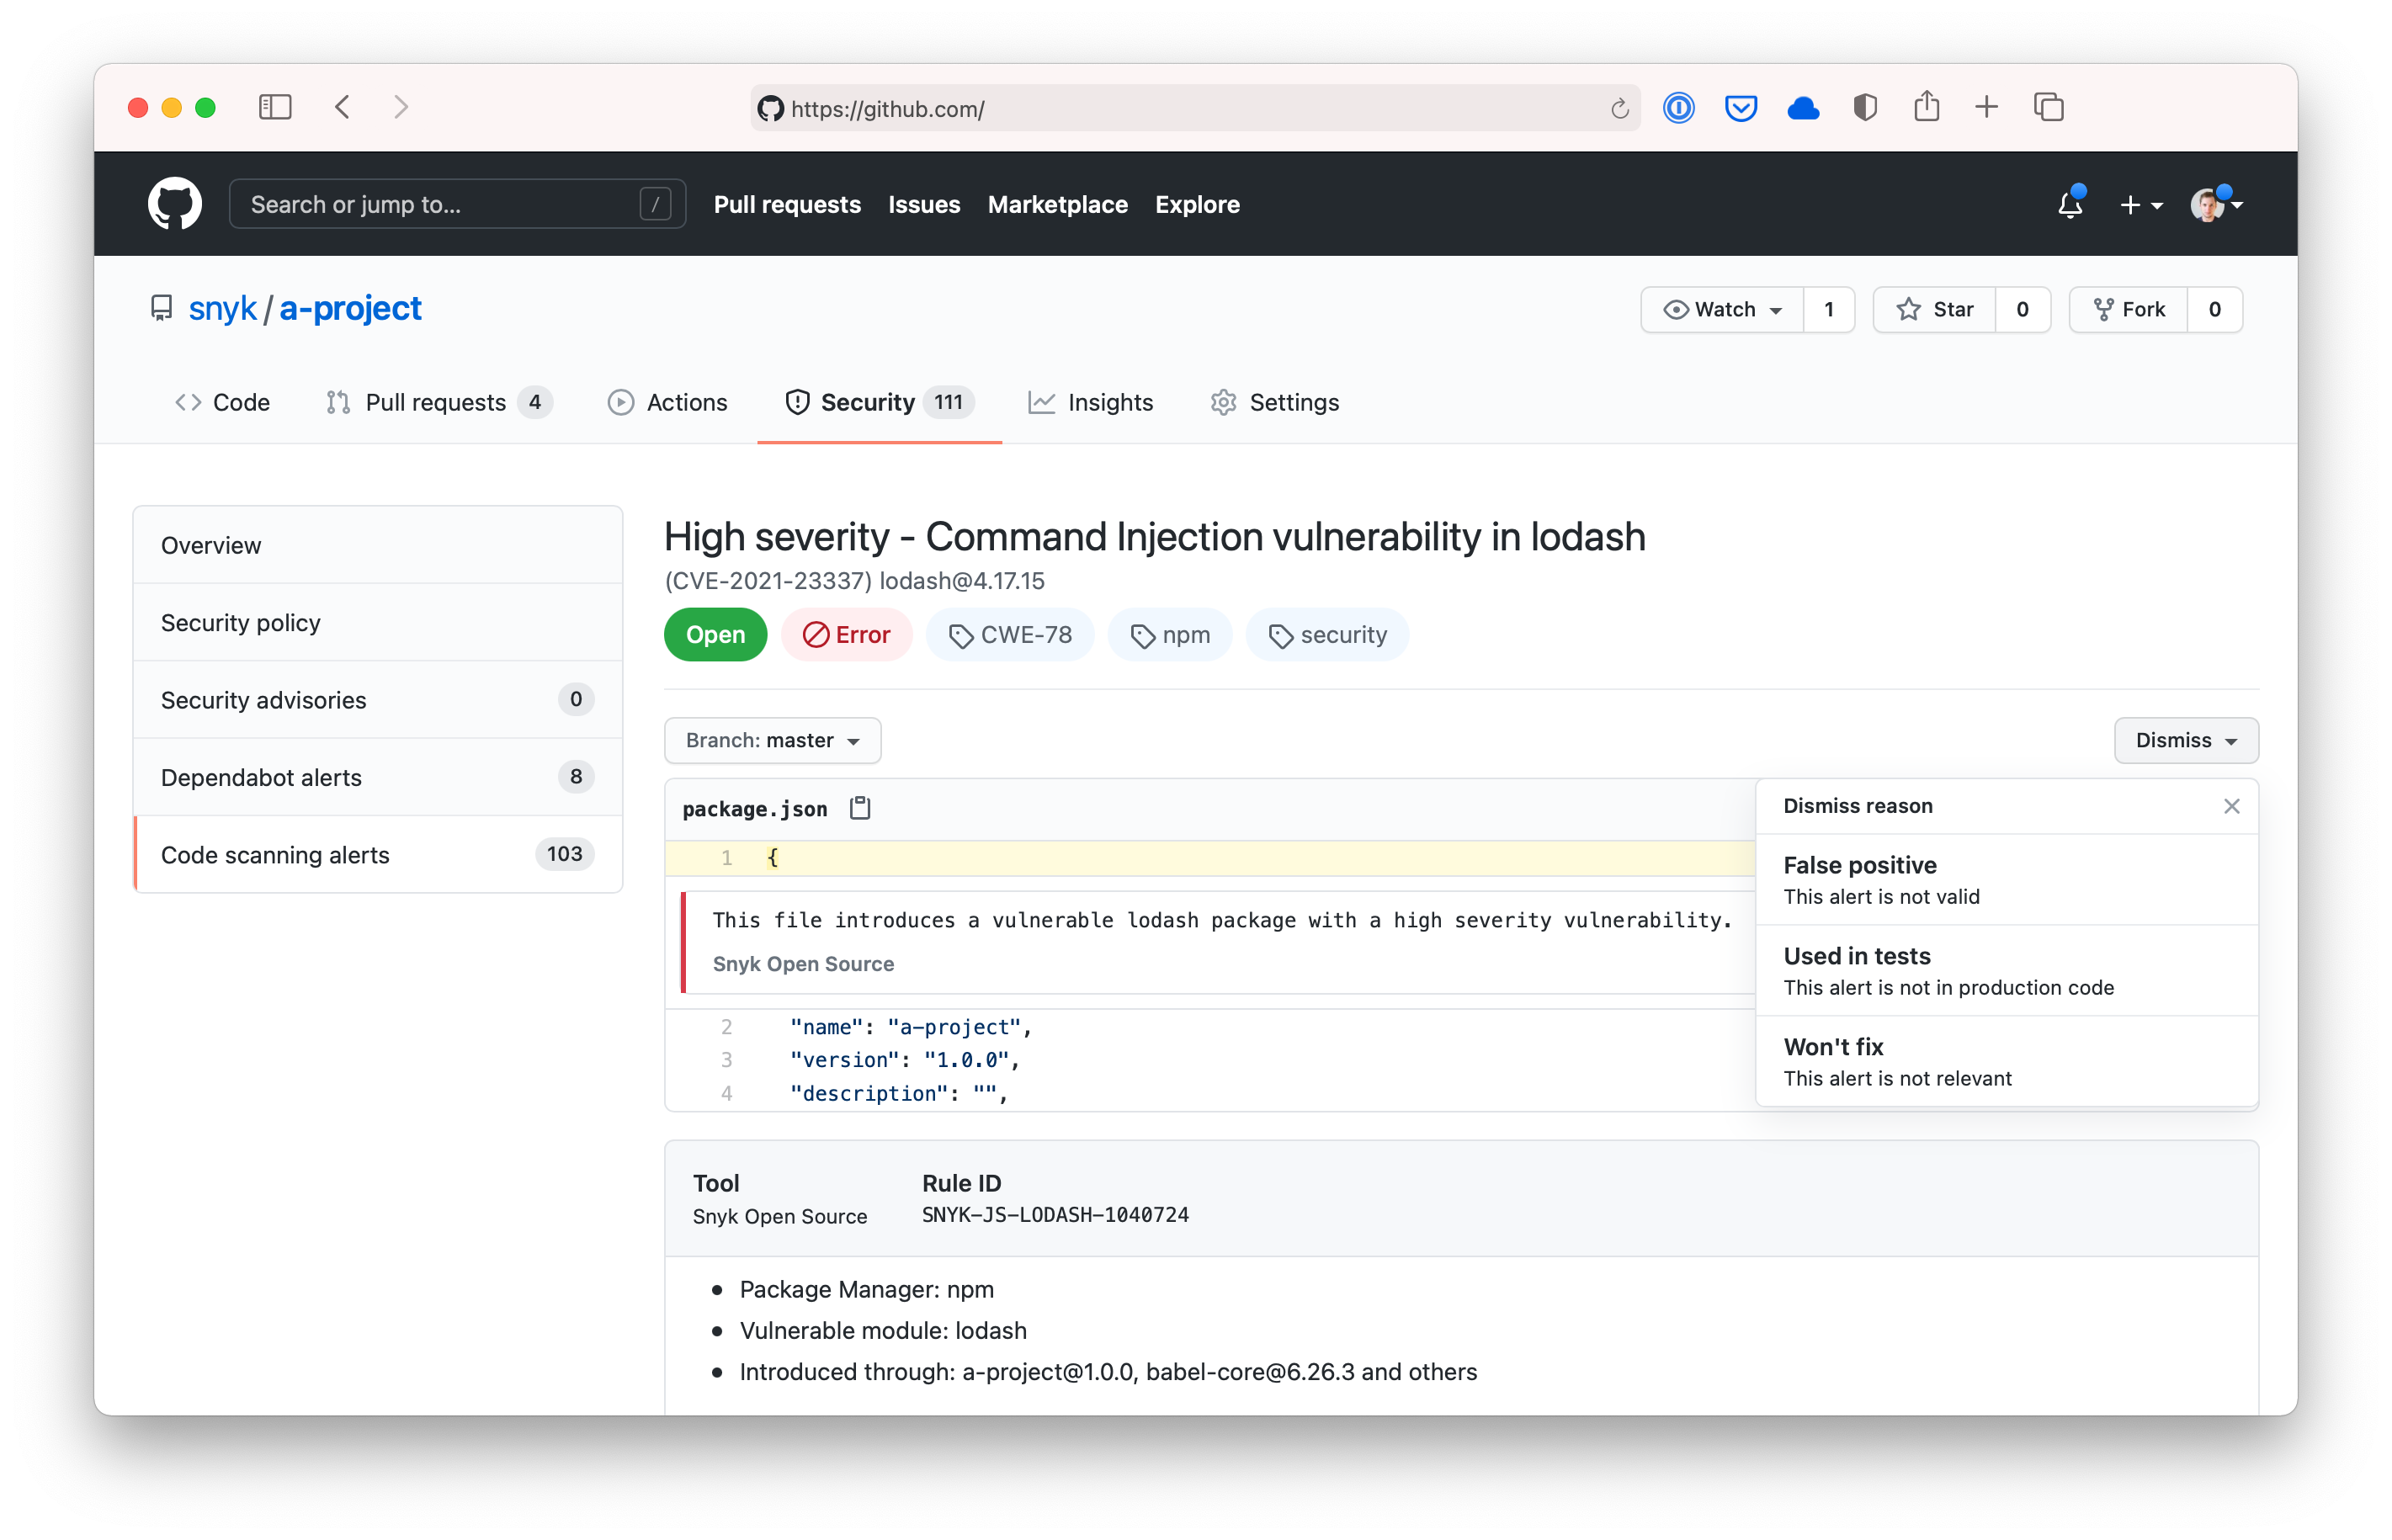 https://github.com/
Search or jump to... /
Pull requests Issues Marketplace Explore
snyk / a-project
Watch 1 Star 0 Fork 0
Code Pull requests 4 Actions Security 111 Insights Settings
Overview
Security policy
Security advisories 0
Dependabot alerts 8
Code scanning alerts 103
High severity - Command Injection vulnerability in lodash
(CVE-2021-23337) lodash@4.17.15
Open Error CWE-78 npm security
Branch: master
Dismiss
package.json
1 {
This file introduces a vulnerable lodash package with a high severity vulnerability.
Snyk Open Source
2 "name": "a-project",
3 "version": "1.0.0",
4 "description": "",
Dismiss reason
False positive
This alert is not valid
Used in tests
This alert is not in production code
Won't fix
This alert is not relevant
Tool Rule ID
Snyk Open Source SNYK-JS-LODASH-1040724
Package Manager: npm
Vulnerable module: lodash
Introduced through: a-project@1.0.0, babel-core@6.26.3 and others